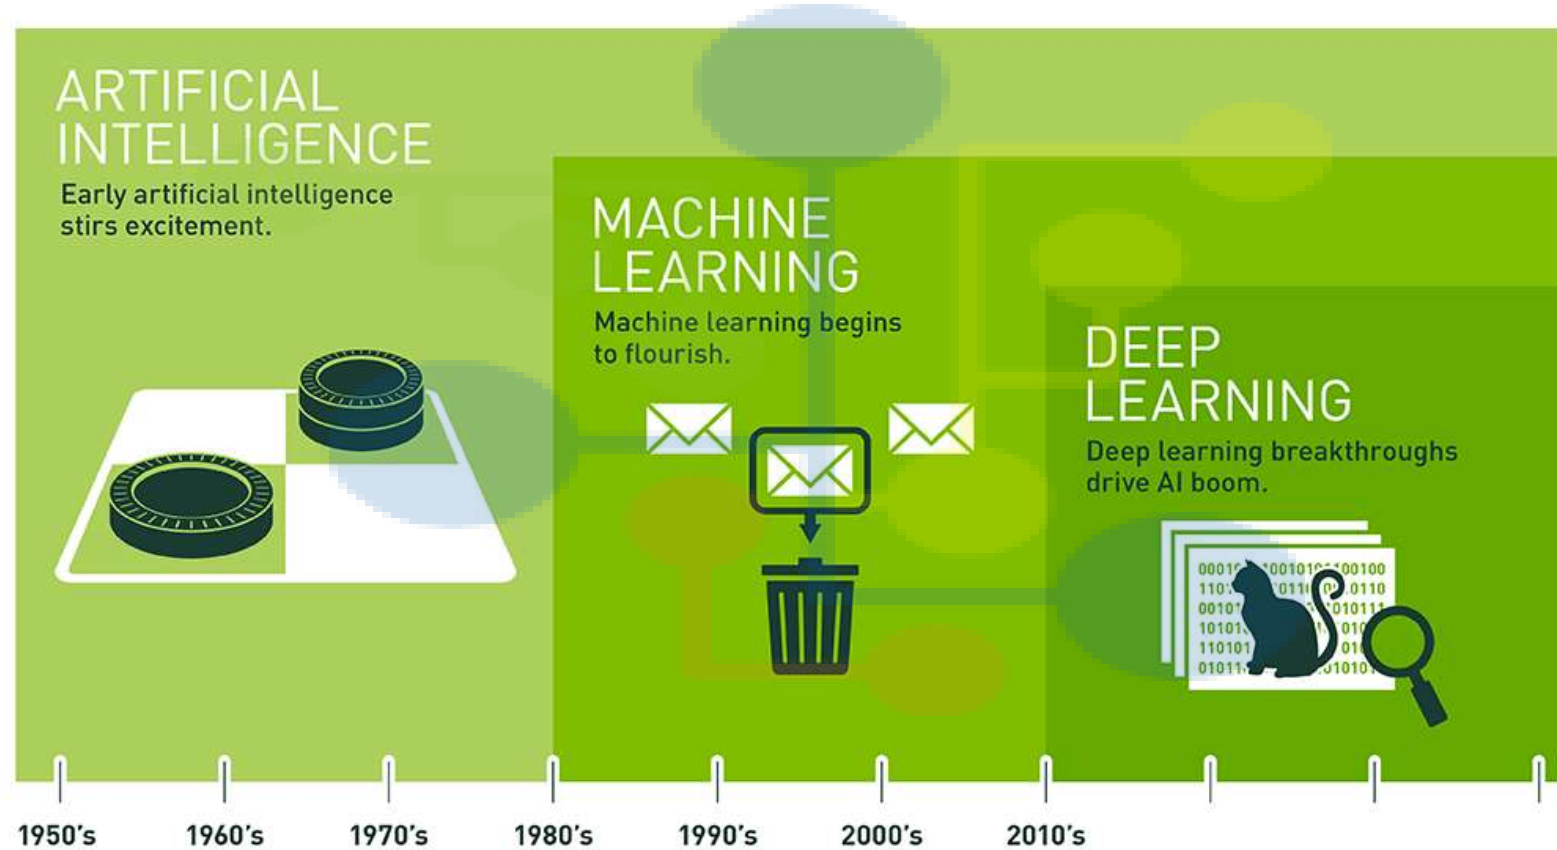 ARTIFICIAL
INTELLIGENCE
Early artificial intelligence
stirs excitement.
MACHINE
LEARNING
Machine learning begins
to flourish.
DEEP
LEARNING
Deep learning breakthroughs
drive AI boom.
1950's 1960's 1970's 1980's 1990's 2000's 2010's